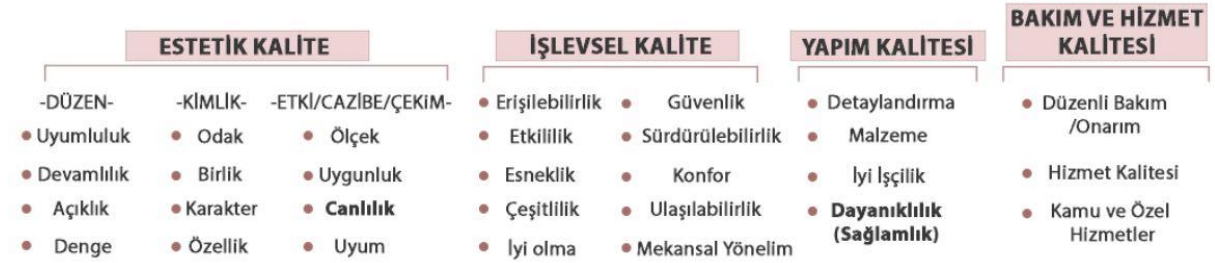 ESTETİK KALİTE
-DÜZEN-
Uyumluluk
Devamlılık
Açıklık
Denge
-KİMLİK-
Odak
Birlik
Karakter
Özellik
-ETKİ/CAZİBE/ÇEKiM-
Ölçek
Uygunluk
Canlılık
Uyum
İŞLEVSEL KALİTE
Erişilebilirlik
Etkililik
Esneklik
Çeşitlilik
İyi olma
Güvenlik
Sürdürülebilirlik
Konfor
Ulaşılabilirlik
Mekansal Yönelim
YAPIM KALİTESİ
Detaylandırma
Malzeme
İyi İşçilik
Dayanıklılık
(Sağlamlık)
BAKIM VE HİZMET
KALİTESİ
Düzenli Bakım
/Onarım
Hizmet Kalitesi
Kamu ve Özel
Hizmetler